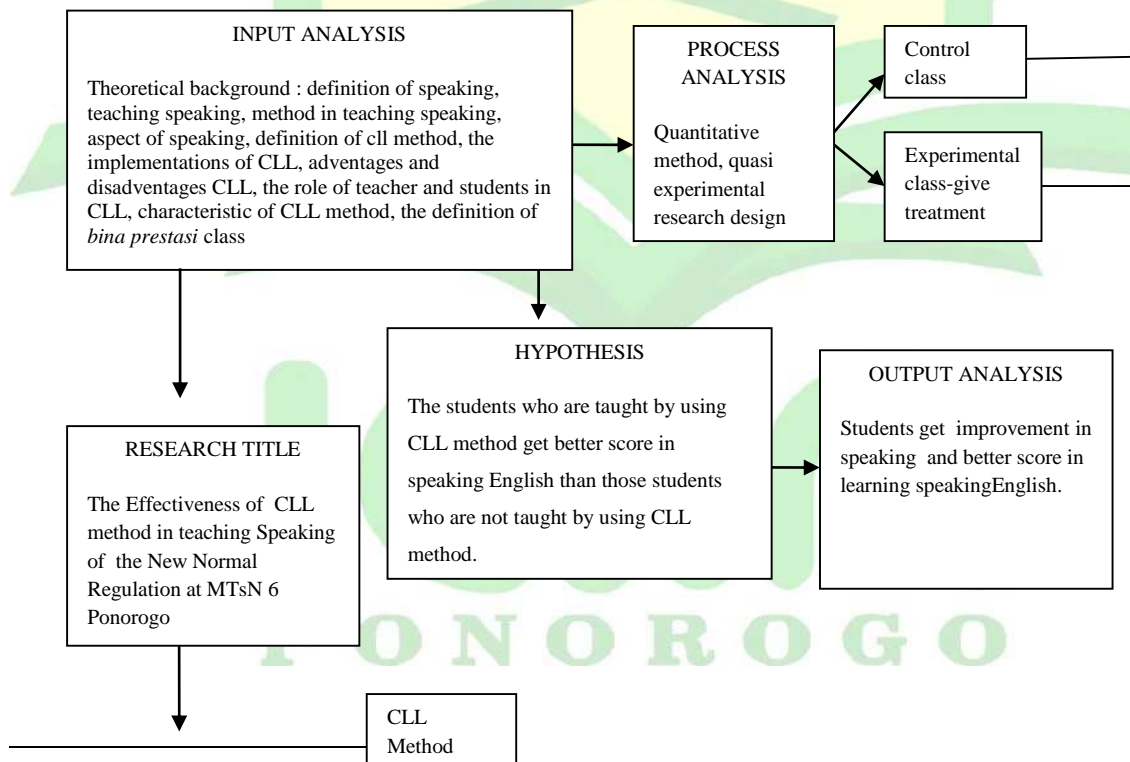 INPUT ANALYSIS
Theoretical background : definition of speaking,
teaching speaking, method in teaching speaking,
aspect of speaking, definition of cll method, the
implementations of CLL, adventages and
disadventages CLL, the role of teacher and students in
CLL, characteristic of CLL method, the definition of
bina prestasi class
PROCESS
ANALYSIS
Quantitative
method, quasi
experimental
research design
Control
class
Experimental
class-give
treatment
HYPOTHESIS
The students who are taught by using
CLL method get better score in
speaking English than those students
who are not taught by using CLL
method.
OUTPUT ANALYSIS
Students get improvement in
speaking and better score in
learning speakingEnglish.
RESEARCH TITLE
The Effectiveness of CLL
method in teaching Speaking
of the New Normal
Regulation at MTsN 6
Ponorogo
PONOROGO
CLL
Method